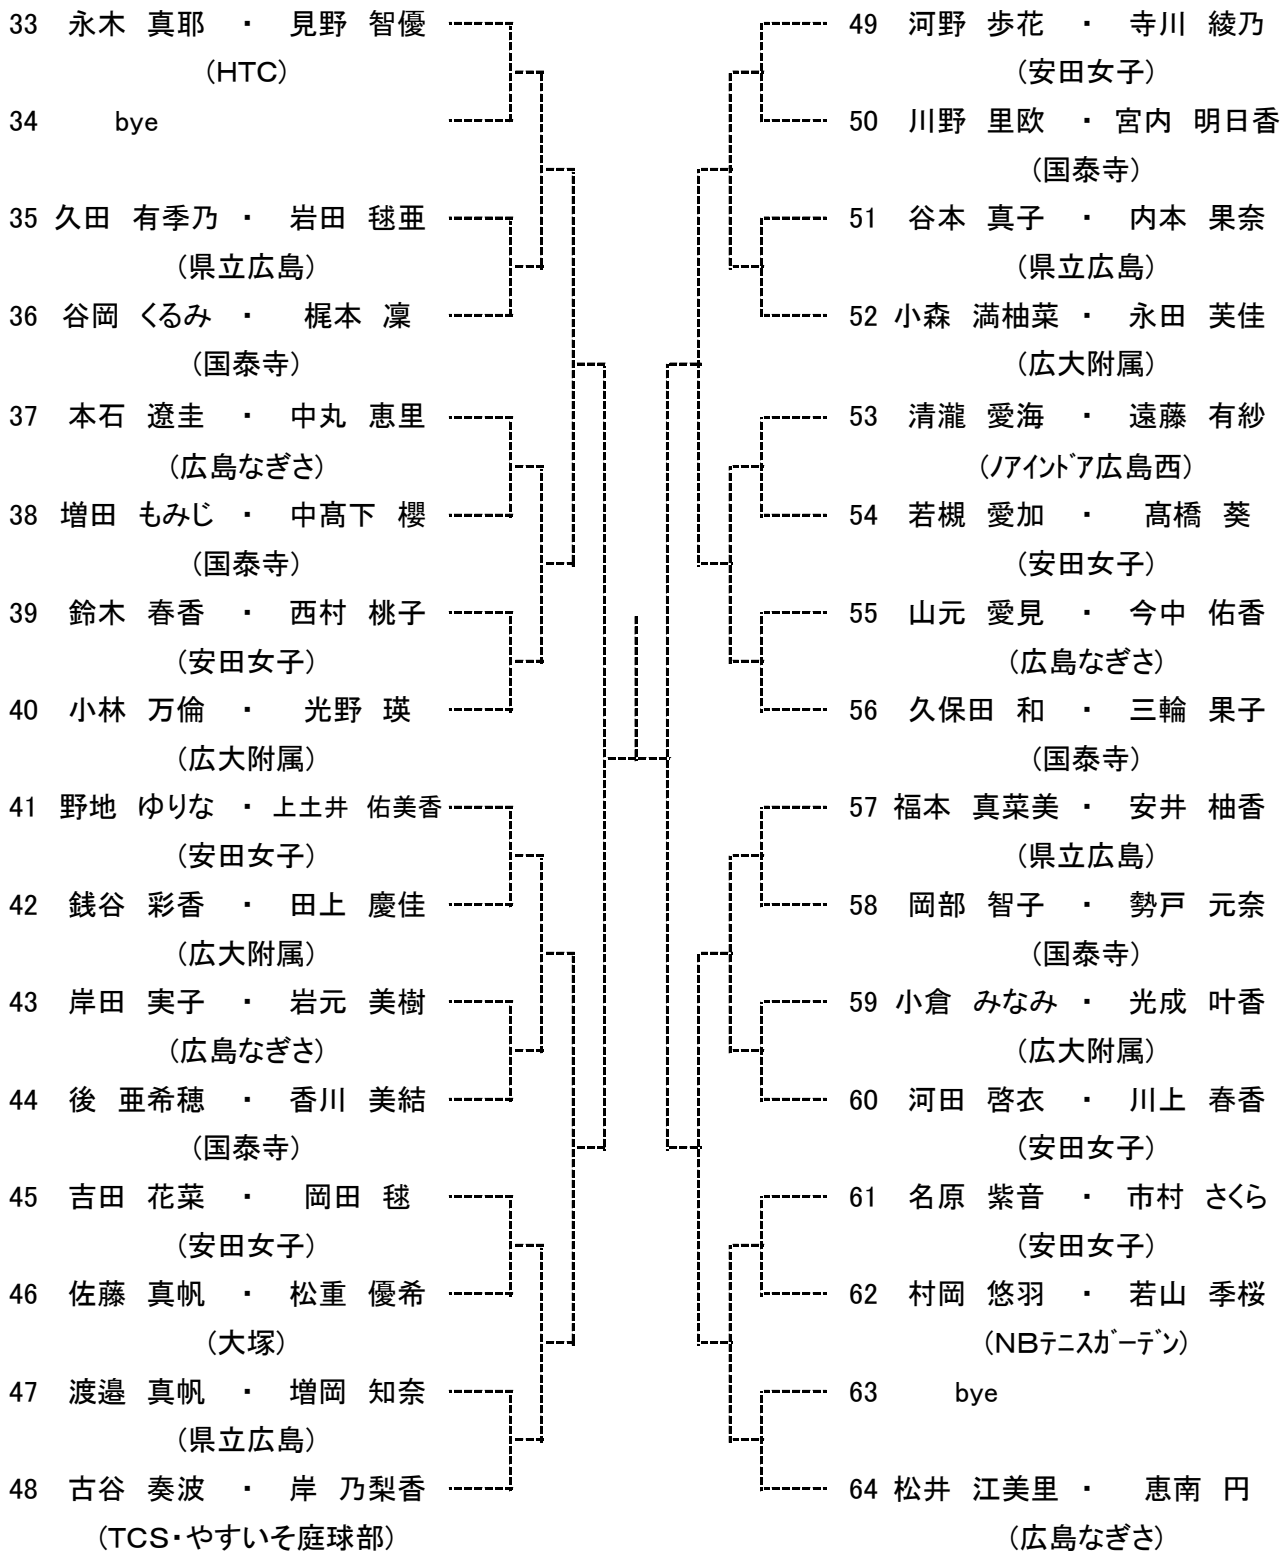 33 永木 真耶 ・ 見野 智優
(HTC)
34 bye
35 久田 有季乃 ・ 岩田 毬亜
(県立広島)
36 谷岡 くるみ ・ 梶本 凜
(国泰寺)
37 本石 遼圭 ・ 中丸 恵里
(広島なぎさ)
38 増田 もみじ ・ 中髙下 櫻
(国泰寺)
39 鈴木 春香 ・ 西村 桃子
(安田女子)
40 小林 万倫 ・ 光野 瑛
(広大附属)
41 野地 ゆりな ・ 上土井 佑美香
(安田女子)
42 銭谷 彩香 ・ 田上 慶佳
(広大附属)
43 岸田 実子 ・ 岩元 美樹
(広島なぎさ)
44 後 亜希穂 ・ 香川 美結
(国泰寺)
45 吉田 花菜 ・ 岡田 毬
(安田女子)
46 佐藤 真帆 ・ 松重 優希
(大塚)
47 渡邉 真帆 ・ 増岡 知奈
(県立広島)
48 古谷 奏波 ・ 岸 乃梨香
(TCS・やすいそ庭球部)
49 河野 歩花 ・ 寺川 綾乃
(安田女子)
50 川野 里欧 ・ 宮内 明日香
(国泰寺)
51 谷本 真子 ・ 内本 果奈
(県立広島)
52 小森 満柚菜 ・ 永田 芙佳
(広大附属)
53 清瀧 愛海 ・ 遠藤 有紗
(ﾉｱｲﾝﾄﾞｱ広島西)
54 若槻 愛加 ・ 髙橋 葵
(安田女子)
55 山元 愛見 ・ 今中 佑香
(広島なぎさ)
56 久保田 和 ・ 三輪 果子
(国泰寺)
57 福本 真菜美 ・ 安井 柚香
(県立広島)
58 岡部 智子 ・ 勢戸 元奈
(国泰寺)
59 小倉 みなみ ・ 光成 叶香
(広大附属)
60 河田 啓衣 ・ 川上 春香
(安田女子)
61 名原 紫音 ・ 市村 さくら
(安田女子)
62 村岡 悠羽 ・ 若山 季桜
(NBﾃﾆｽｶﾞｰﾃﾞﾝ)
63 bye
64 松井 江美里 ・ 恵南 円
(広島なぎさ)